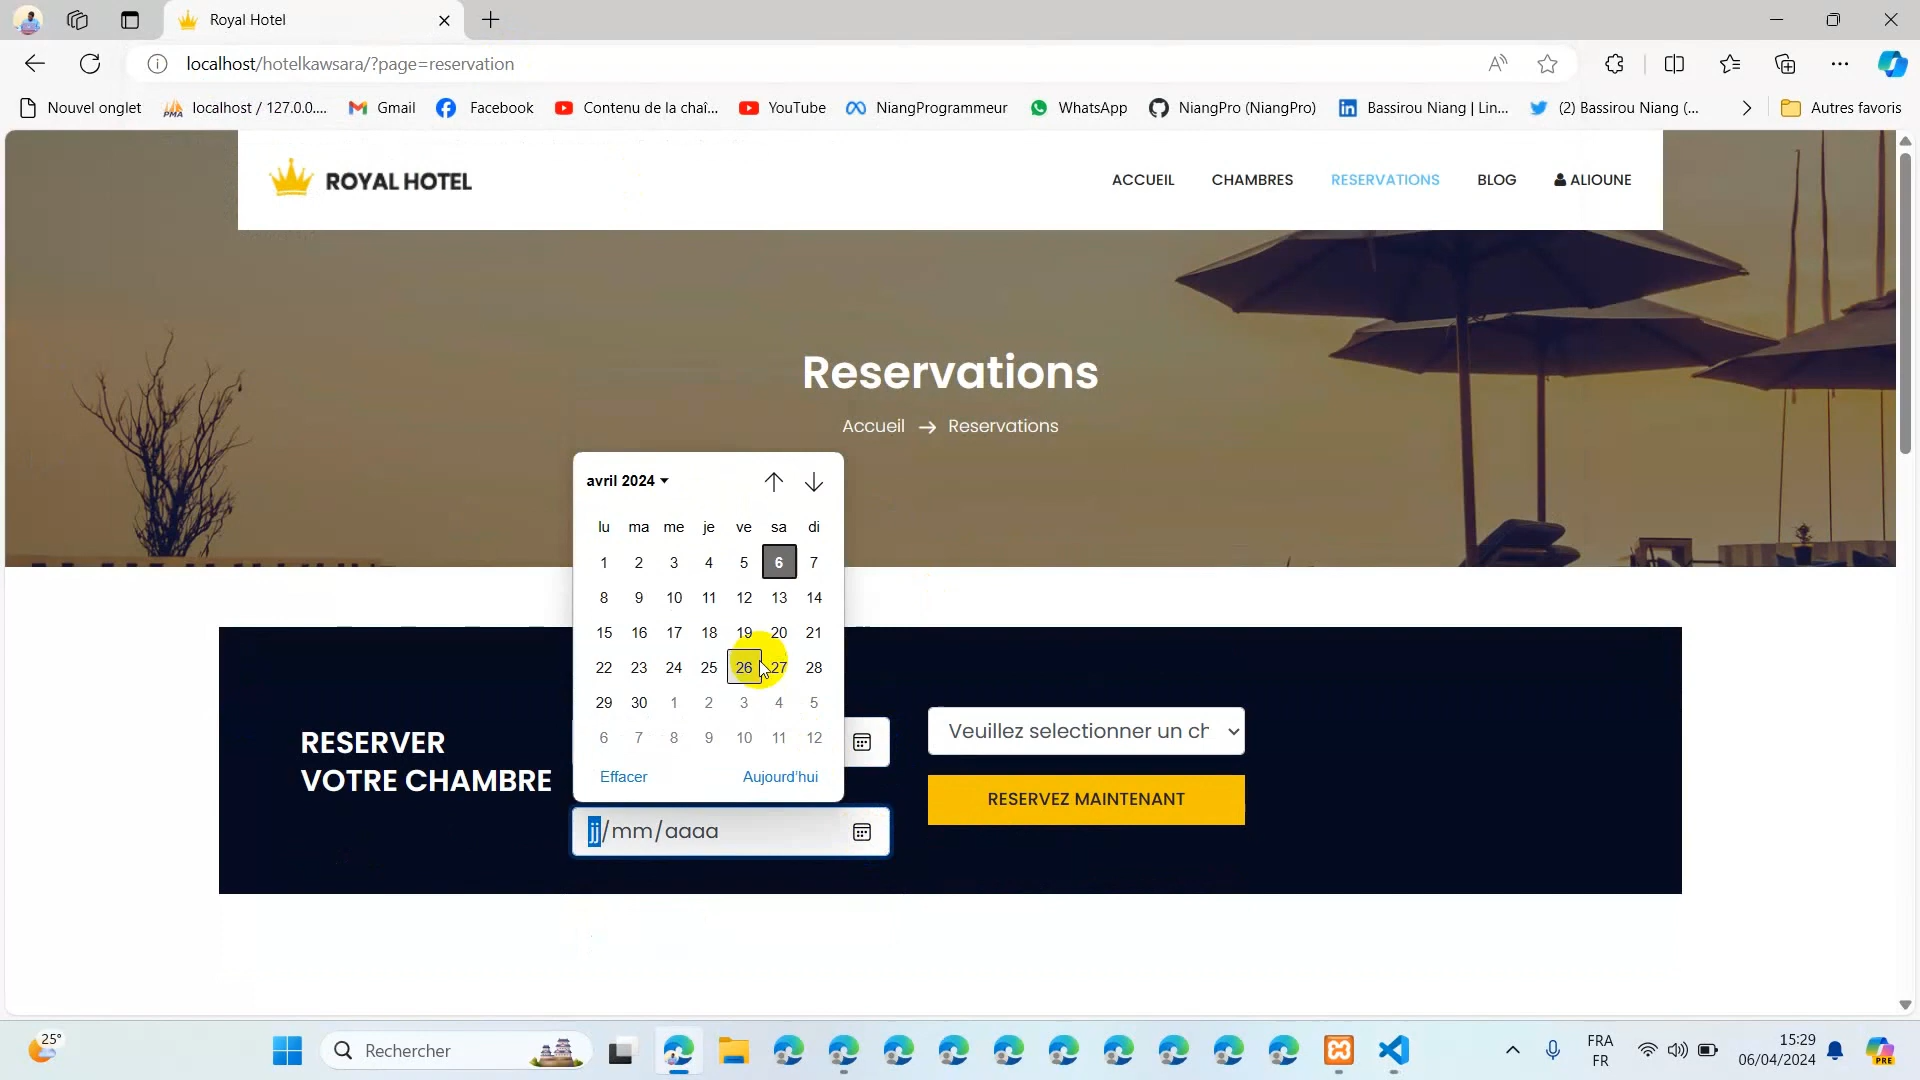 Royal Hotel
localhost/hotelkawsara/?page=reservation
Nouvel onglet
PMA localhost / 127.0.0....
Gmail
Facebook
Contenu de la chaî...
YouTube
NiangProgrammeur
WhatsApp
NiangPro (NiangPro)
Bassirou Niang | Lin...
(2) Bassirou Niang (...
Autres favoris
ROYAL HOTEL
ACCUEIL
CHAMBRES
RESERVATIONS
BLOG
ALIOUNE
Reservations
Accueil → Reservations
avril 2024
lu ma me je ve sa di
1 2 3 4 5 6 7
8 9 10 11 12 13 14
15 16 17 18 19 20 21
22 23 24 25 26 27 28
29 30 1 2 3 4 5
6 7 8 9 10 11 12
Effacer Aujourd'hui
RESERVER
VOTRE CHAMBRE
jj/mm/aaaa
Veuillez selectionner un ch
RESERVEZ MAINTENANT
25°
Rechercher
FRA
FR
15:29
06/04/2024
PRE